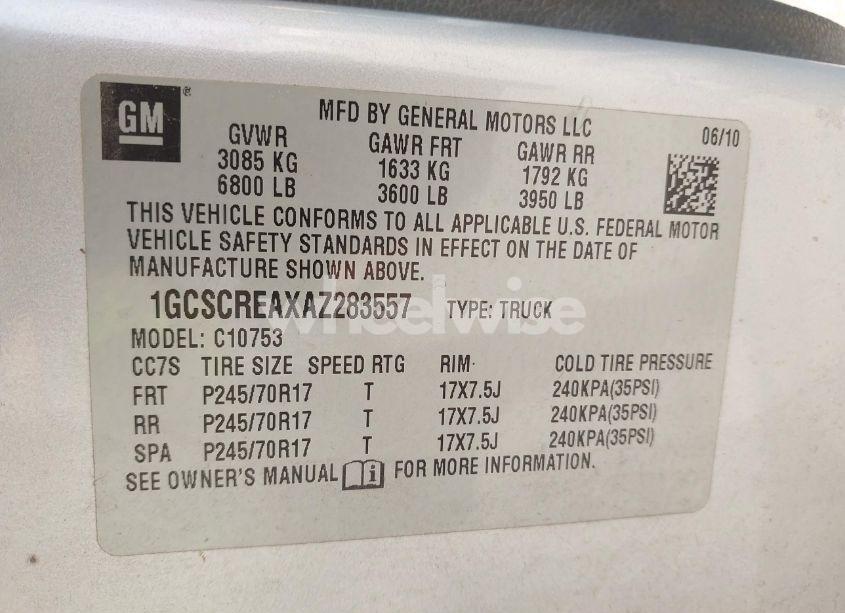 GM
MFD BY GENERAL MOTORS LLC 06/10
GVWR GAWR FRT GAWR RR
3085 KG 1633 KG 1792 KG
6800 LB 3600 LB 3950 LB
THIS VEHICLE CONFORMS TO ALL APPLICABLE U.S. FEDERAL MOTOR
VEHICLE SAFETY STANDARDS IN EFFECT ON THE DATE OF
MANUFACTURE SHOWN ABOVE.
1GCSCREAXAZ283557 TYPE: TRUCK
wheelwise
MODEL: C10753
CC7S TIRE SIZE SPEED RTG RIM COLD TIRE PRESSURE
FRT P245/70R17 T 17X7.5J 240KPA(35PSI)
RR P245/70R17 T 17X7.5J 240KPA(35PSI)
SPA P245/70R17 T 17X7.5J 240KPA(35PSI)
SEE OWNER'S MANUAL i FOR MORE INFORMATION.